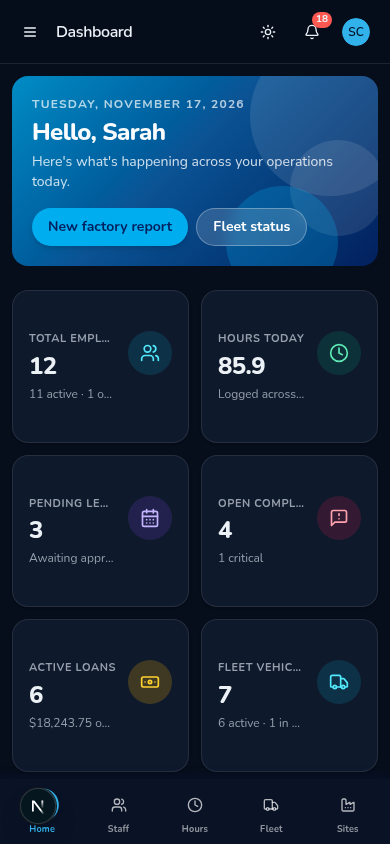 Dashboard
18
SC
TUESDAY, NOVEMBER 17, 2026
Hello, Sarah
Here's what's happening across your operations
today.
New factory report
Fleet status
TOTAL EMPL...
12
11 active · 1 o...
HOURS TODAY
85.9
Logged across...
PENDING LE...
3
Awaiting appr...
OPEN COMPL...
4
1 critical
ACTIVE LOANS
6
$18,243.75 o...
FLEET VEHIC...
7
6 active · 1 in ...
N
Home
Staff
Hours
Fleet
Sites